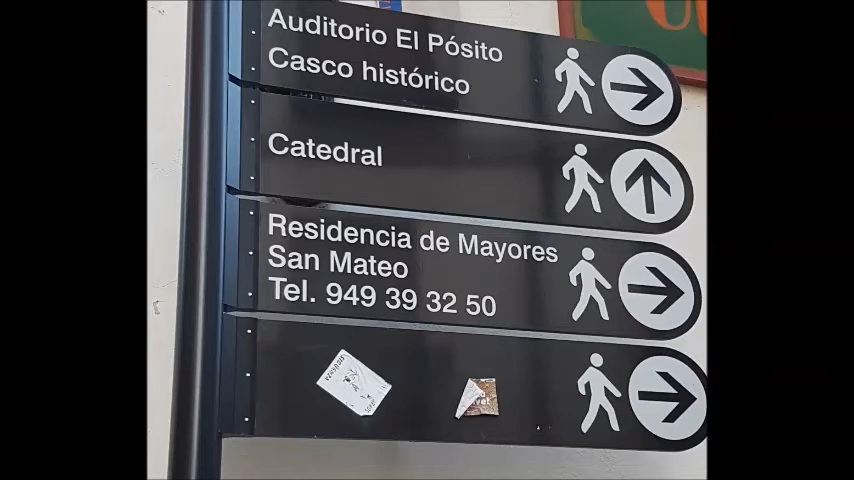 Auditorio El Pósito
Casco histórico
Catedral
Residencia de Mayores
San Mateo
Tel. 949 39 32 50